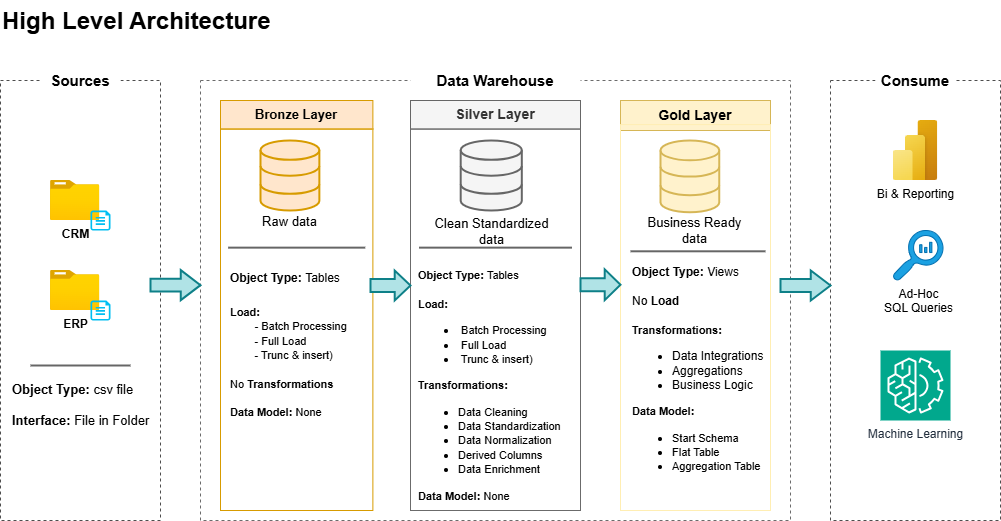 High Level Architecture
Sources
CRM
ERP
Object Type: csv file
Interface: File in Folder
Data Warehouse
Bronze Layer
Raw data
Object Type: Tables
Load:
- Batch Processing
- Full Load
- Trunc & insert)
No Transformations
Data Model: None
Silver Layer
Clean Standardized
data
Object Type: Tables
Load:
• Batch Processing
• Full Load
• Trunc & insert)
Transformations:
• Data Cleaning
• Data Standardization
• Data Normalization
• Derived Columns
• Data Enrichment
Data Model: None
Gold Layer
Business Ready
data
Object Type: Views
No Load
Transformations:
• Data Integrations
• Aggregations
• Business Logic
Data Model:
• Start Schema
• Flat Table
• Aggregation Table
Consume
Bi & Reporting
Ad-Hoc
SQL Queries
Machine Learning